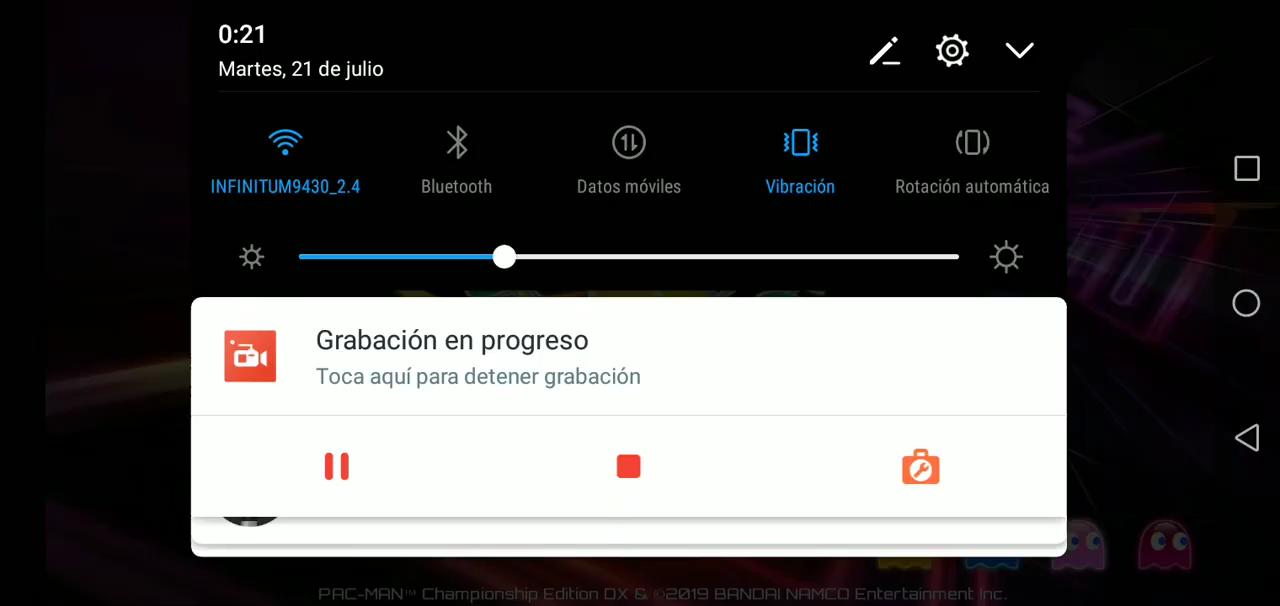 0:21
Martes, 21 de julio
INFINITUM9430_2.4
Bluetooth
Datos móviles
Vibración
Rotación automática
Grabación en progreso
Toca aquí para detener grabación
PAC-MAN™ Championship Edition DX & ©2019 BANDAI NAMCO Entertainment Inc.